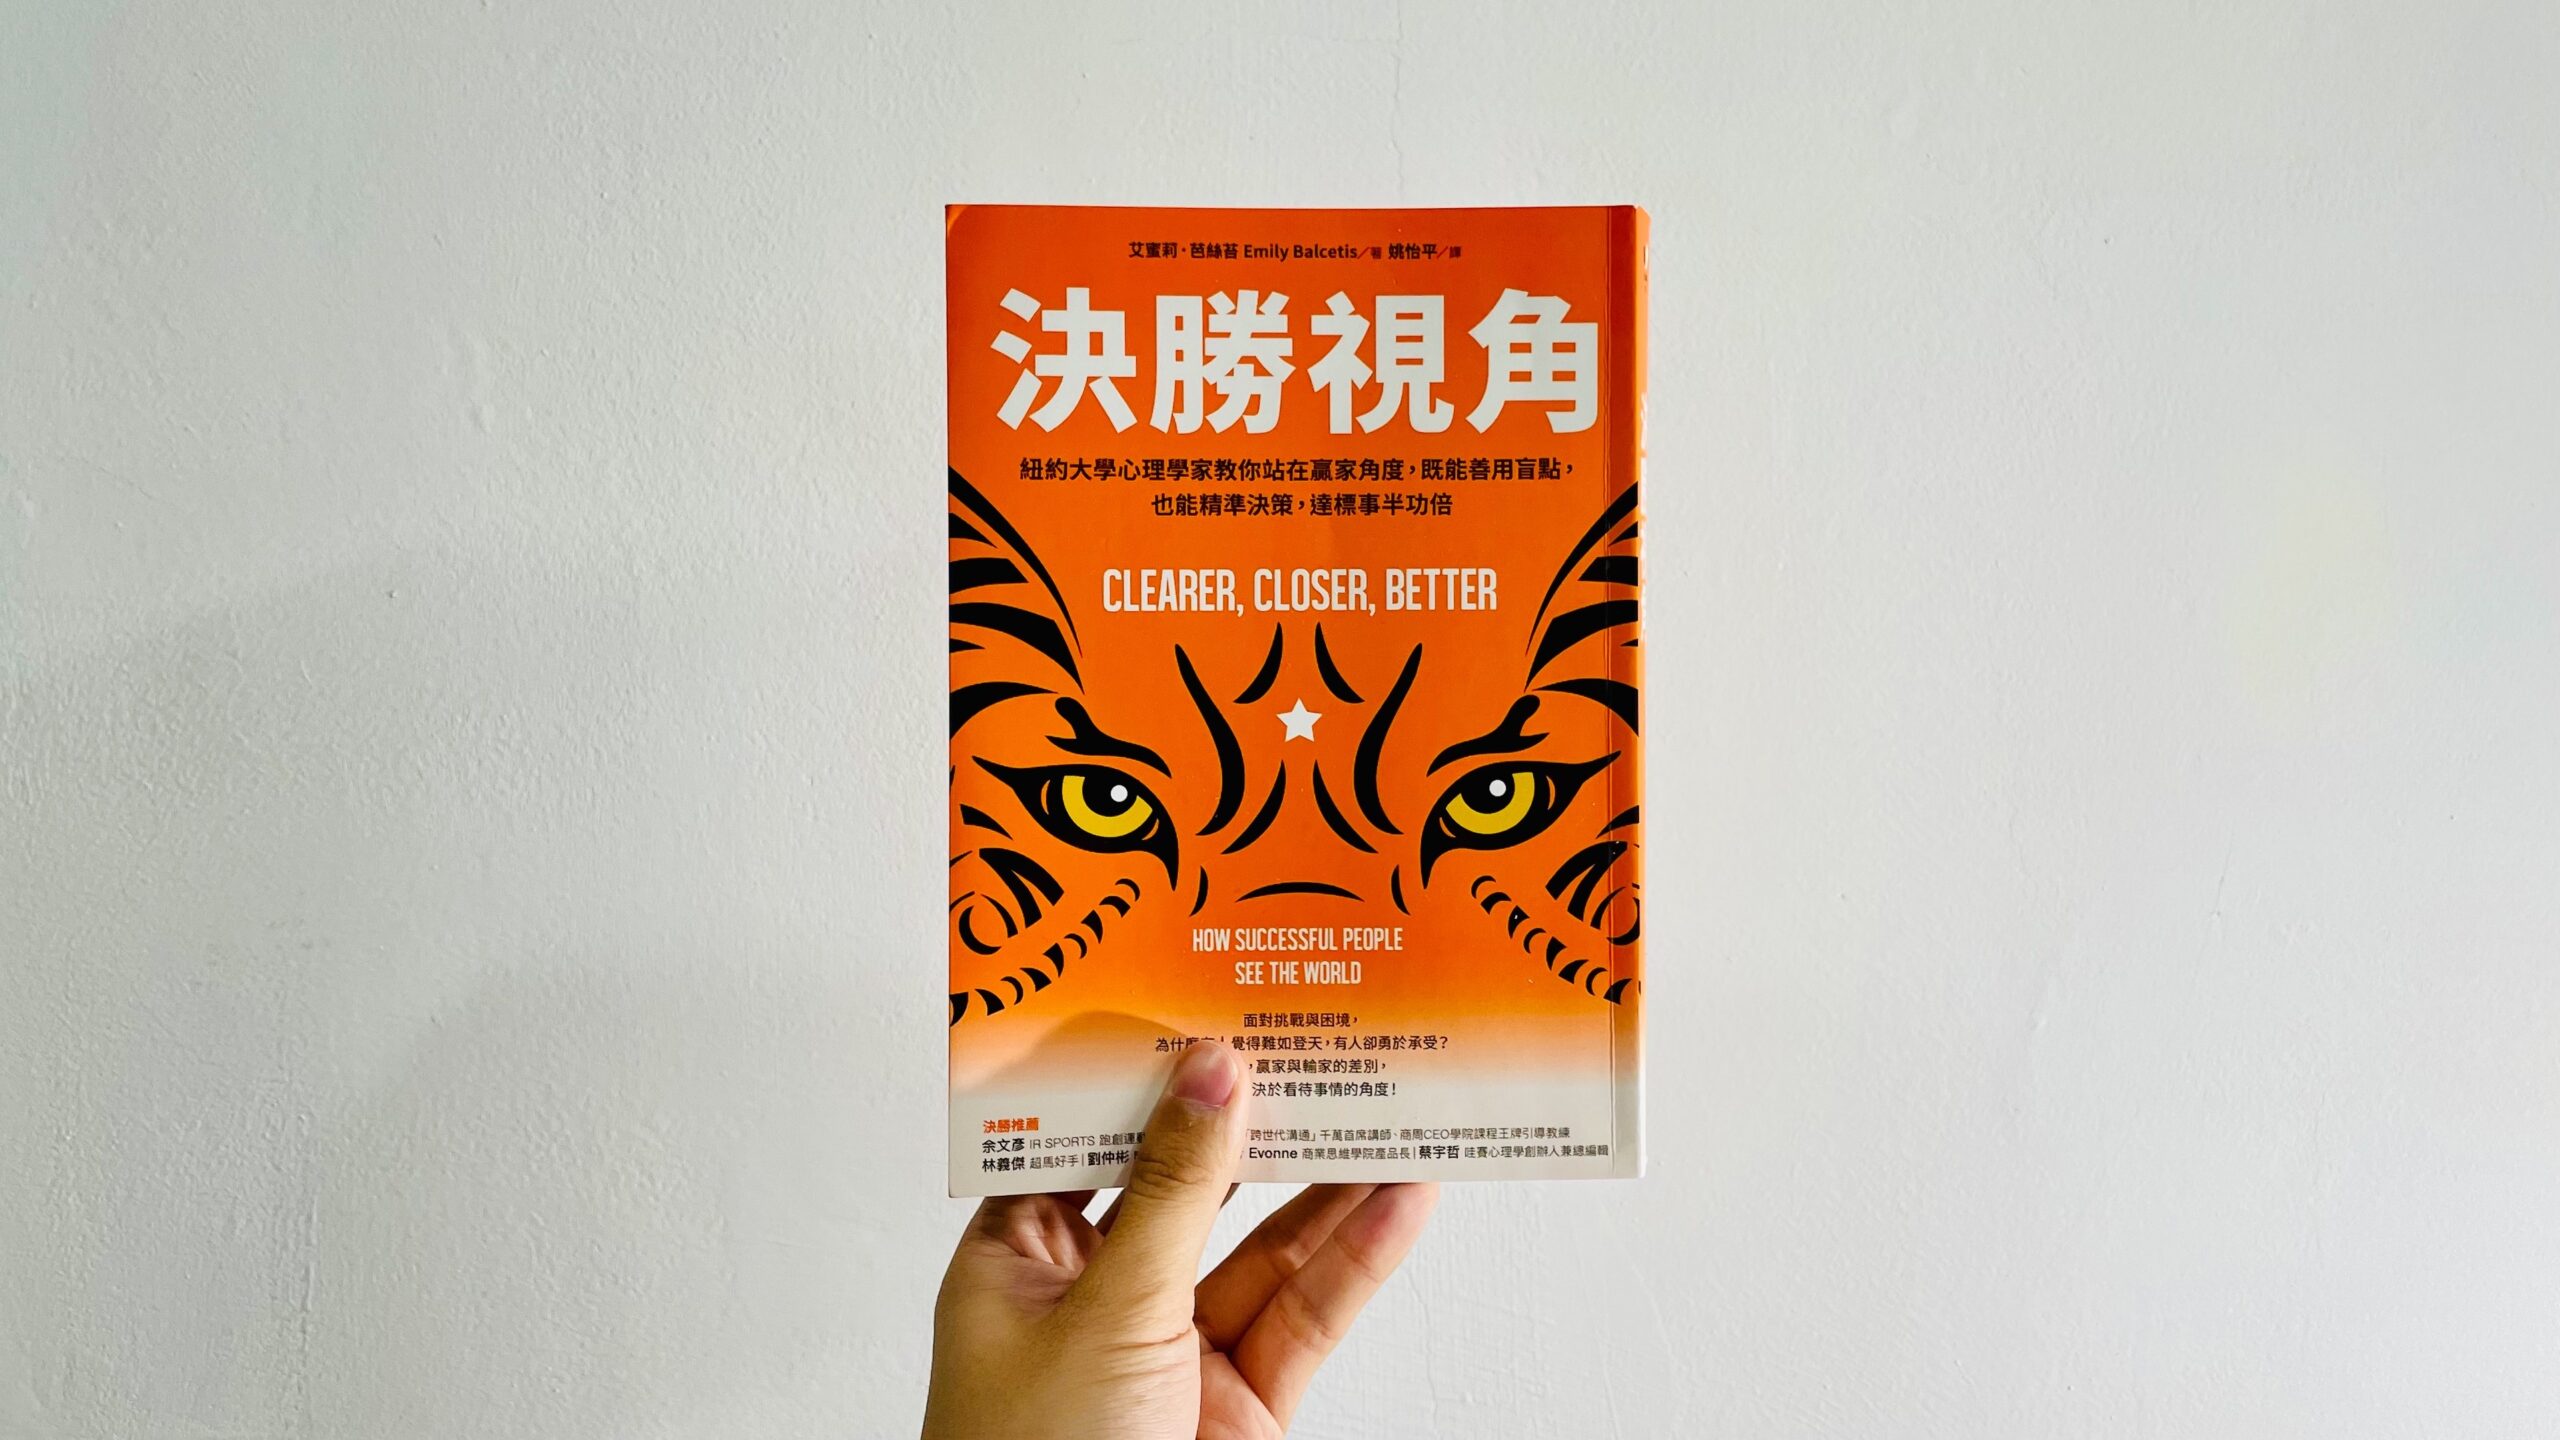 艾蜜莉·芭絲苔 Emily Balcetis／著 姚怡平／譯
決勝視角
紐約大學心理學家教你站在贏家角度，既能善用盲點，
也能精準決策，達標事半功倍
CLEARER, CLOSER, BETTER
HOW SUCCESSFUL PEOPLE
SEE THE WORLD
面對挑戰與困境，
為什麼有人覺得難如登天，有人卻勇於承受？
，贏家與輸家的差別，
決於看待事情的角度！
決勝推薦
余文彥 IR SPORTS 跑創運動 「跨世代溝通」千萬首席講師、商周CEO學院課程王牌引導教練
林義傑 超馬好手｜劉仲彬 Evonne 商業思維學院產品長｜蔡宇哲 哇賽心理學創辦人兼總編輯